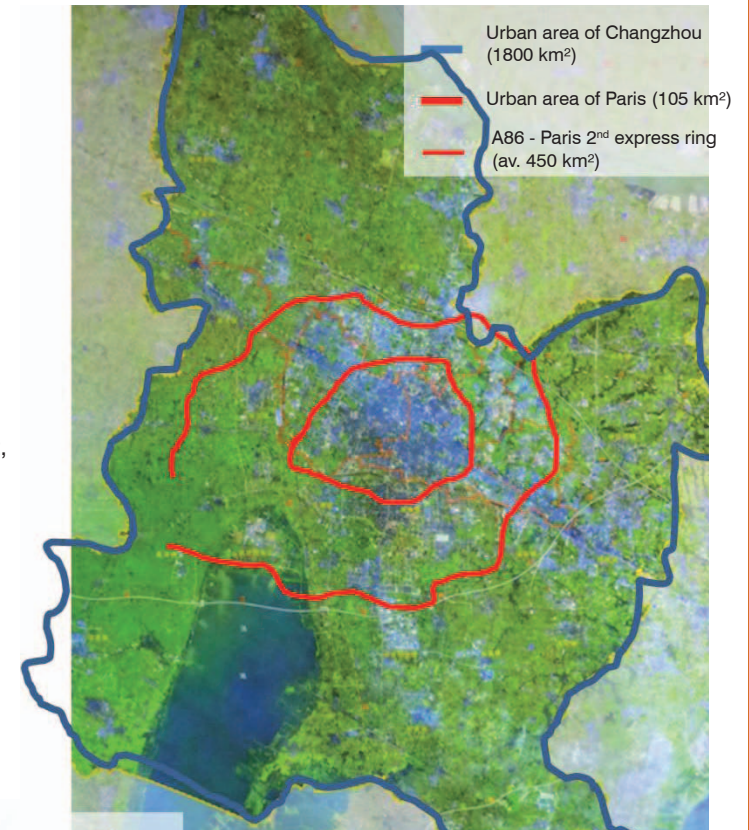 Urban area of Changzhou
(1800 km²)
Urban area of Paris (105 km²)
A86 - Paris 2nd express ring
(av. 450 km²)
,